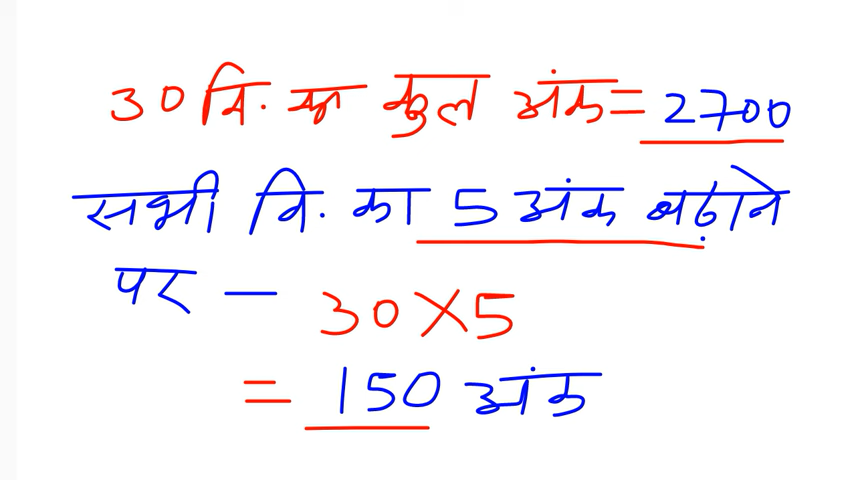 30 वि. का कुल अंक = 2700
सभी वि. का 5 अंक बढ़ाने
पर – 30 × 5
= 150 अंक